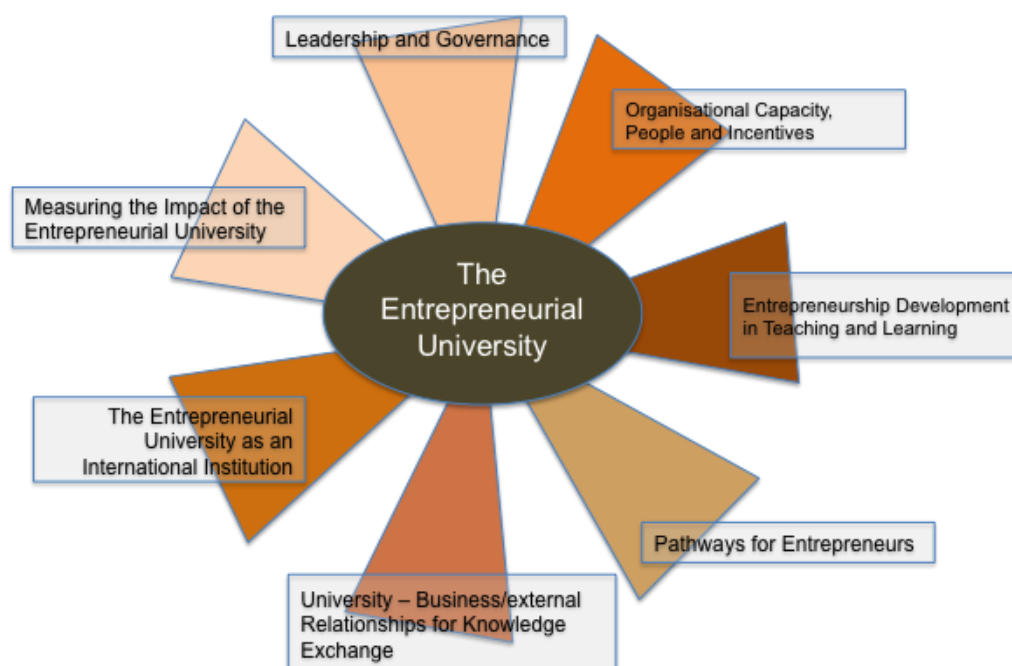 Leadership and Governance
Organisational Capacity,
People and Incentives
Measuring the Impact of the
Entrepreneurial University
The
Entrepreneurial
University
Entrepreneurship Development
in Teaching and Learning
The Entrepreneurial
University as an
International Institution
Pathways for Entrepreneurs
University – Business/external
Relationships for Knowledge
Exchange